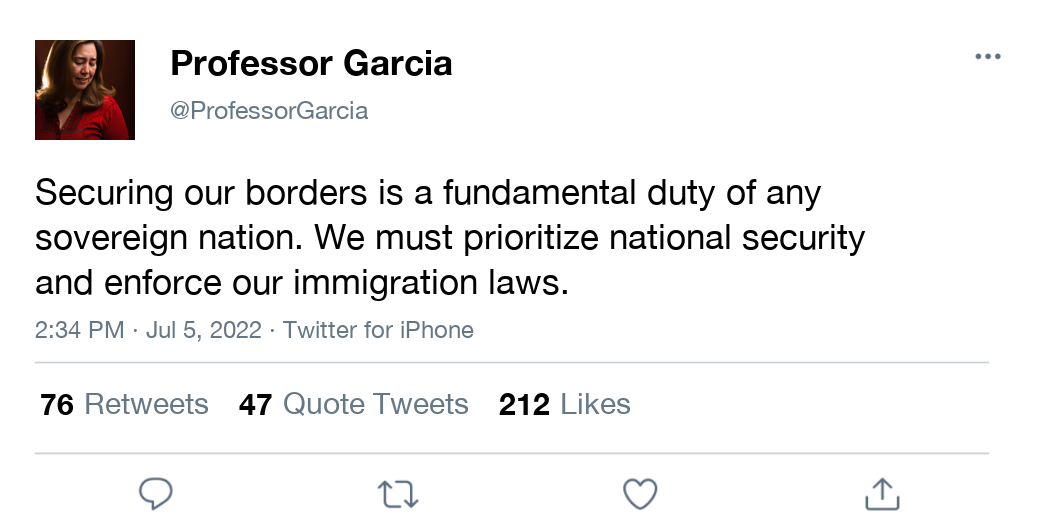 Professor Garcia
@ProfessorGarcia
Securing our borders is a fundamental duty of any
sovereign nation. We must prioritize national security
and enforce our immigration laws.
2:34 PM · Jul 5, 2022 · Twitter for iPhone
76 Retweets 47 Quote Tweets 212 Likes